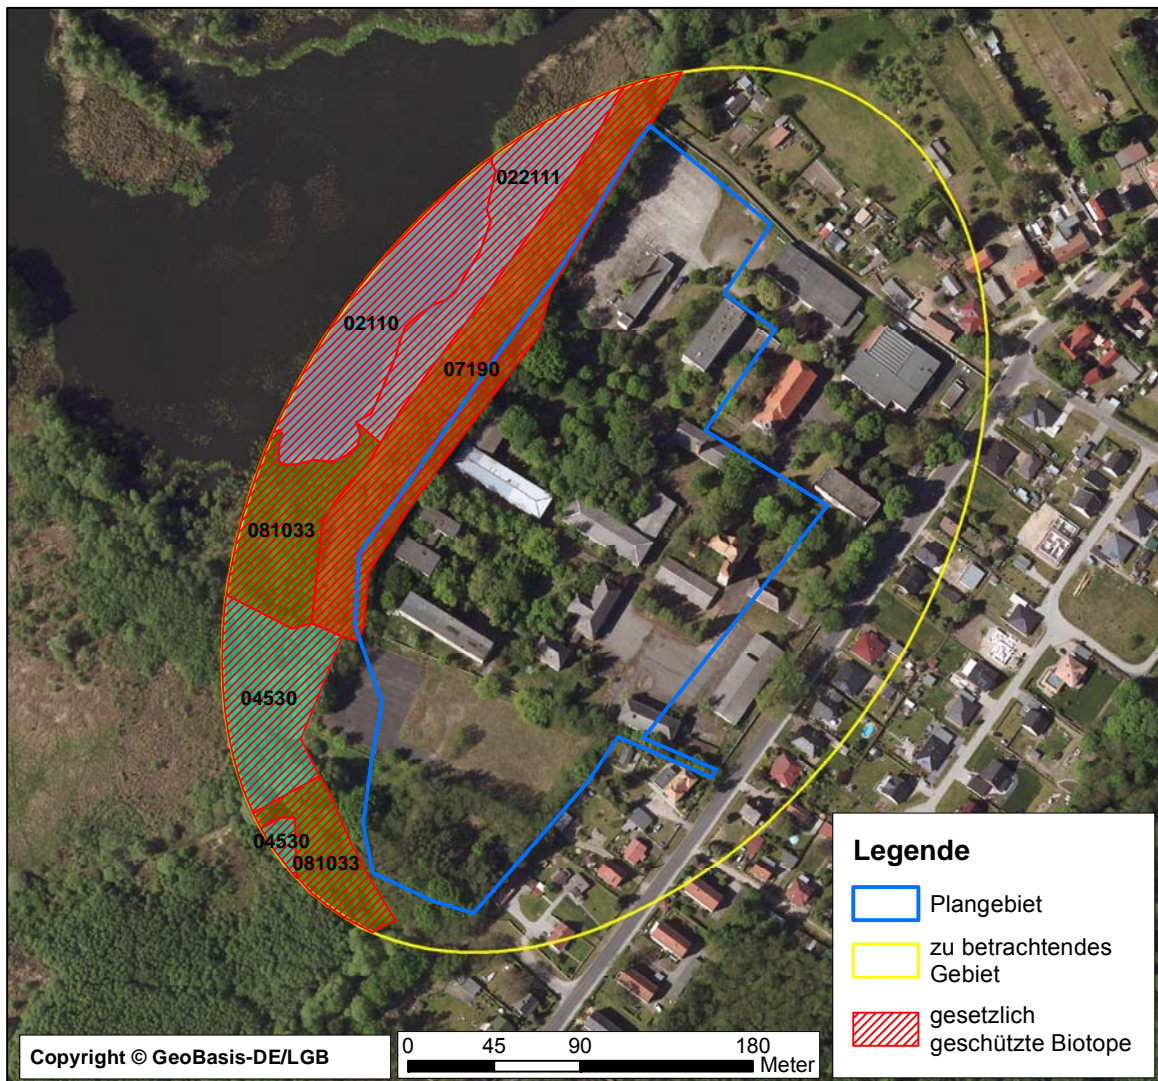 022111
02110
07190
081033
04530
04530
081033
Legende
Plangebiet
zu betrachtendes
Gebiet
gesetzlich
geschützte Biotope
Copyright © GeoBasis-DE/LGB
0 45 90 180
Meter